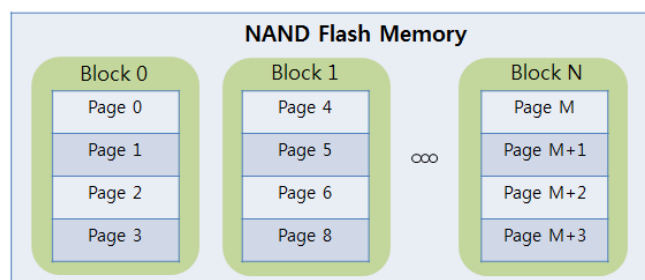 NAND Flash Memory
Block 0
Page 0
Page 1
Page 2
Page 3
Block 1
Page 4
Page 5
Page 6
Page 8
∞
Block N
Page M
Page M+1
Page M+2
Page M+3